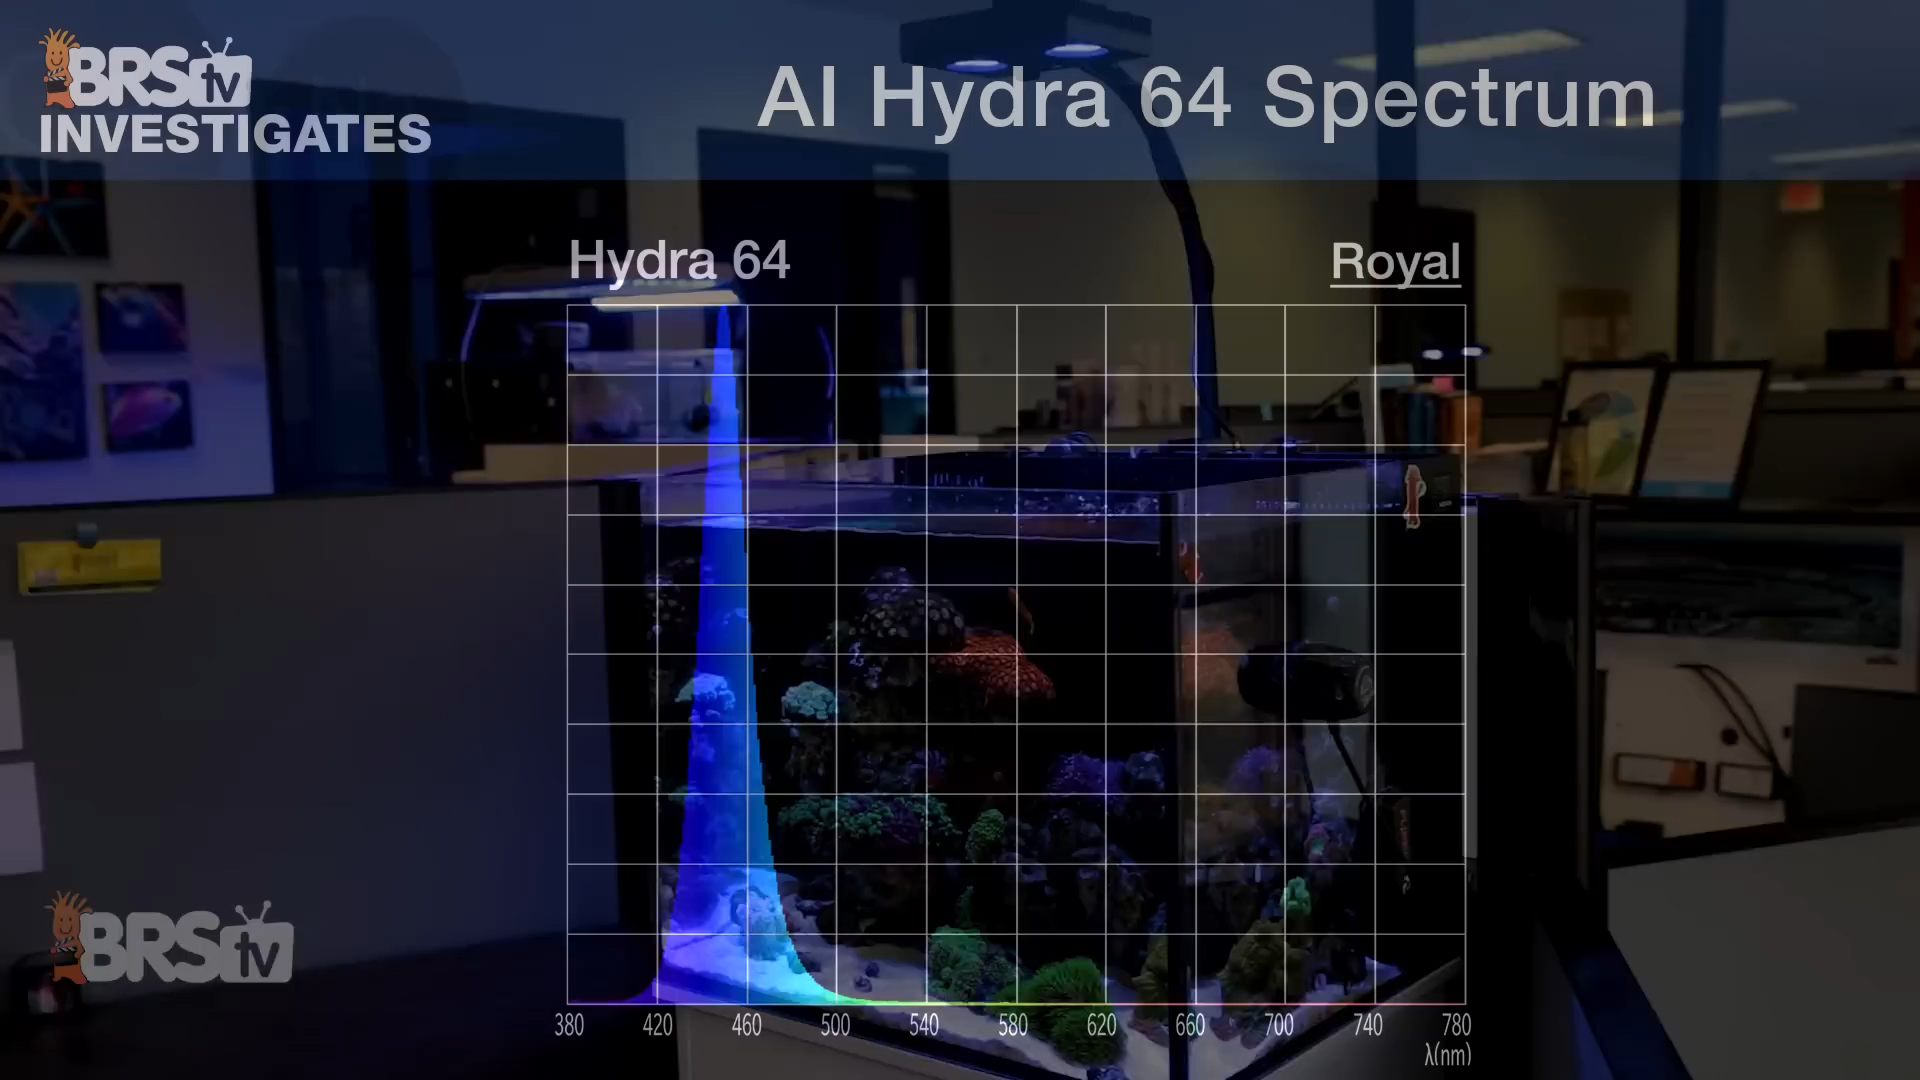 BRStv
INVESTIGATES
AI Hydra 64 Spectrum
Hydra 64
Royal
380 420 460 500 540 580 620 660 700 740 780
λ(nm)
BRStv